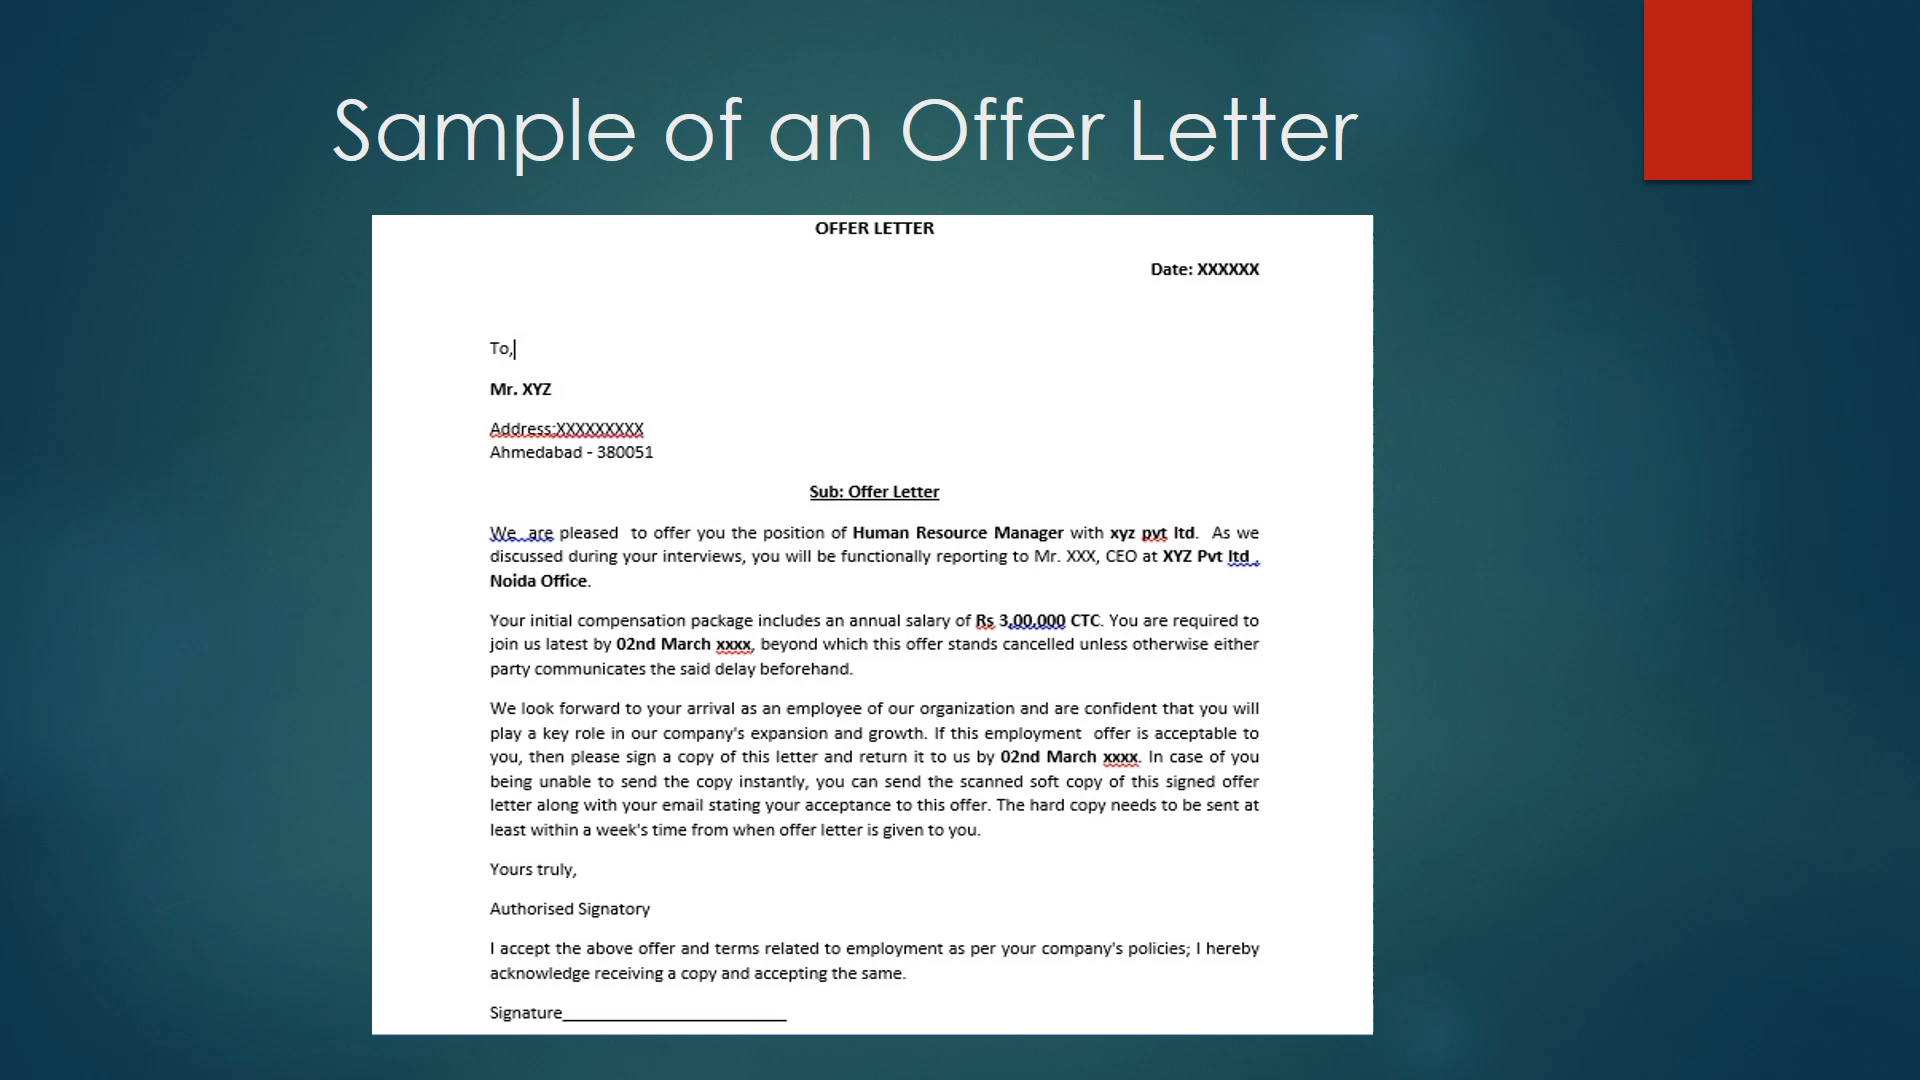 Sample of an Offer Letter
OFFER LETTER
Date: XXXXXX
To,
Mr. XYZ
Address:XXXXXXXXX
Ahmedabad - 380051
Sub: Offer Letter
We  are pleased  to offer you the position of Human Resource Manager with xyz pvt ltd.  As we
discussed during your interviews, you will be functionally reporting to Mr. XXX, CEO at XYZ Pvt ltd ,
Noida Office.
Your initial compensation package includes an annual salary of Rs 3,00,000 CTC. You are required to
join us latest by 02nd March xxxx, beyond which this offer stands cancelled unless otherwise either
party communicates the said delay beforehand.
We look forward to your arrival as an employee of our organization and are confident that you will
play a key role in our company's expansion and growth. If this employment  offer is acceptable to
you, then please sign a copy of this letter and return it to us by 02nd March xxxx. In case of you
being unable to send the copy instantly, you can send the scanned soft copy of this signed offer
letter along with your email stating your acceptance to this offer. The hard copy needs to be sent at
least within a week's time from when offer letter is given to you.
Yours truly,
Authorised Signatory
I accept the above offer and terms related to employment as per your company's policies; I hereby
acknowledge receiving a copy and accepting the same.
Signature________________________